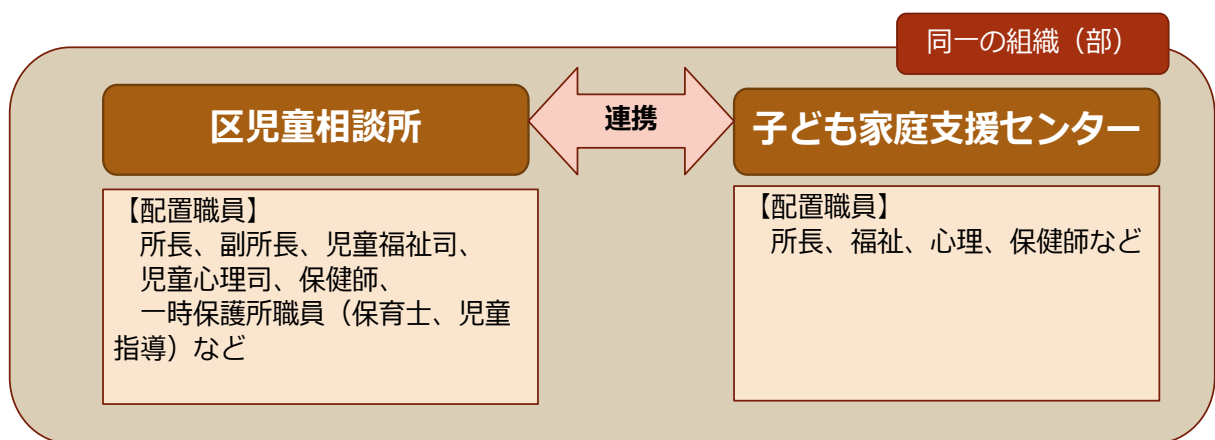 同一の組織（部）
区児童相談所
連携
子ども家庭支援センター
【配置職員】
所長、副所長、児童福祉司、
児童心理司、保健師、
一時保護所職員（保育士、児童
指導）など
【配置職員】
所長、福祉、心理、保健師など